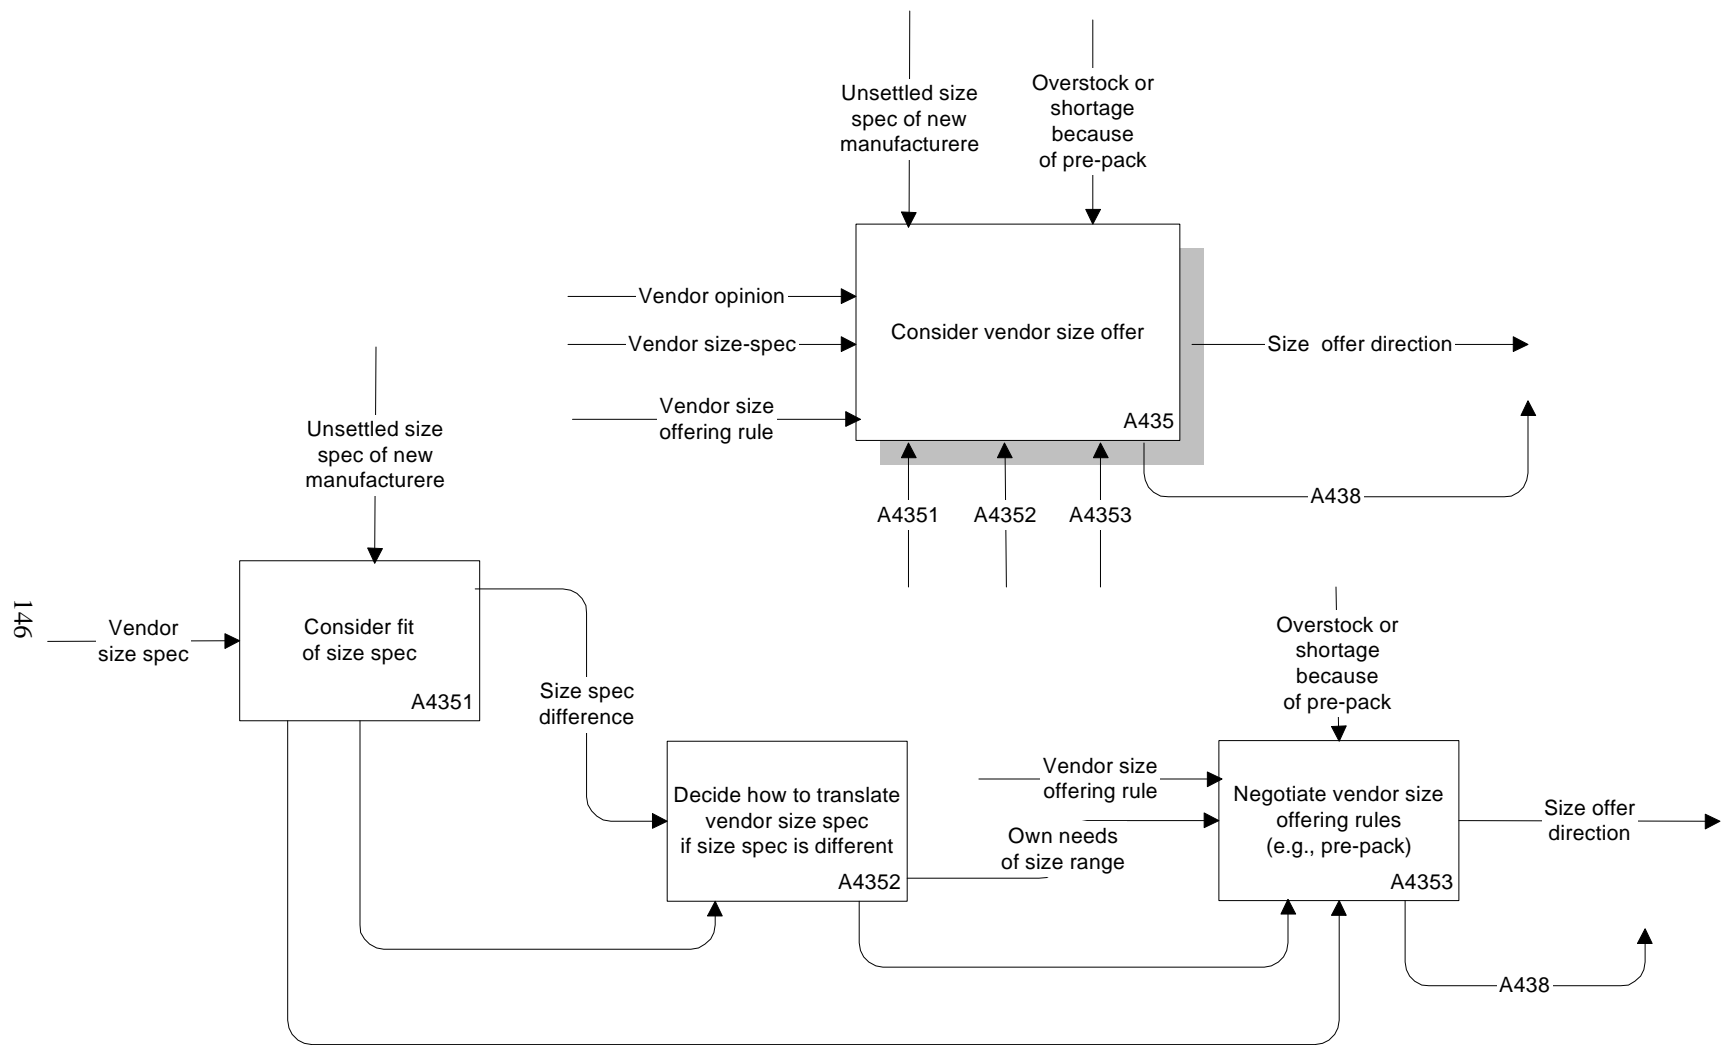 Unsettled size
spec of new
manufacturere
Overstock or
shortage
because
of pre-pack
Vendor opinion
Vendor size-spec
Vendor size
offering rule
Consider vendor size offer
A435
Size offer direction
A438
A4351
A4352
A4353
Unsettled size
spec of new
manufacturere
Vendor
size spec
Consider fit
of size spec
A4351
Size spec
difference
Decide how to translate
vendor size spec
if size spec is different
A4352
Overstock or
shortage
because
of pre-pack
Vendor size
offering rule
Own needs
of size range
Negotiate vendor size
offering rules
(e.g., pre-pack)
A4353
Size offer
direction
A438
146